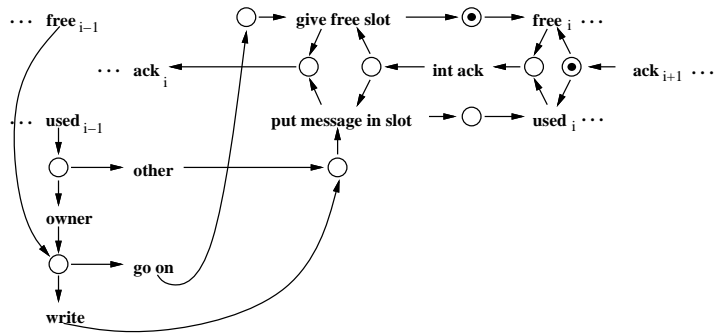 ... free i−1
give free slot
free i ...
... ack i
int ack
ack i+1 ...
... used i−1
put message in slot
used i ...
other
owner
go on
write